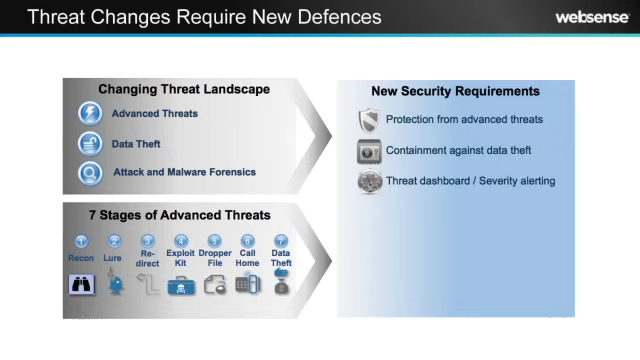 Threat Changes Require New Defences
websense
Changing Threat Landscape
Advanced Threats
Data Theft
Attack and Malware Forensics
New Security Requirements
Protection from advanced threats
Containment against data theft
Threat dashboard / Severity alerting
7 Stages of Advanced Threats
1 2 3 4 5 6 7
Recon Lure Re- Exploit Dropper Call Data
direct Kit File Home Theft